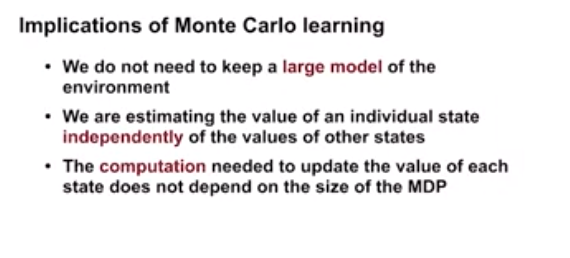 Implications of Monte Carlo learning
• We do not need to keep a large model of the
environment
• We are estimating the value of an individual state
independently of the values of other states
• The computation needed to update the value of each
state does not depend on the size of the MDP